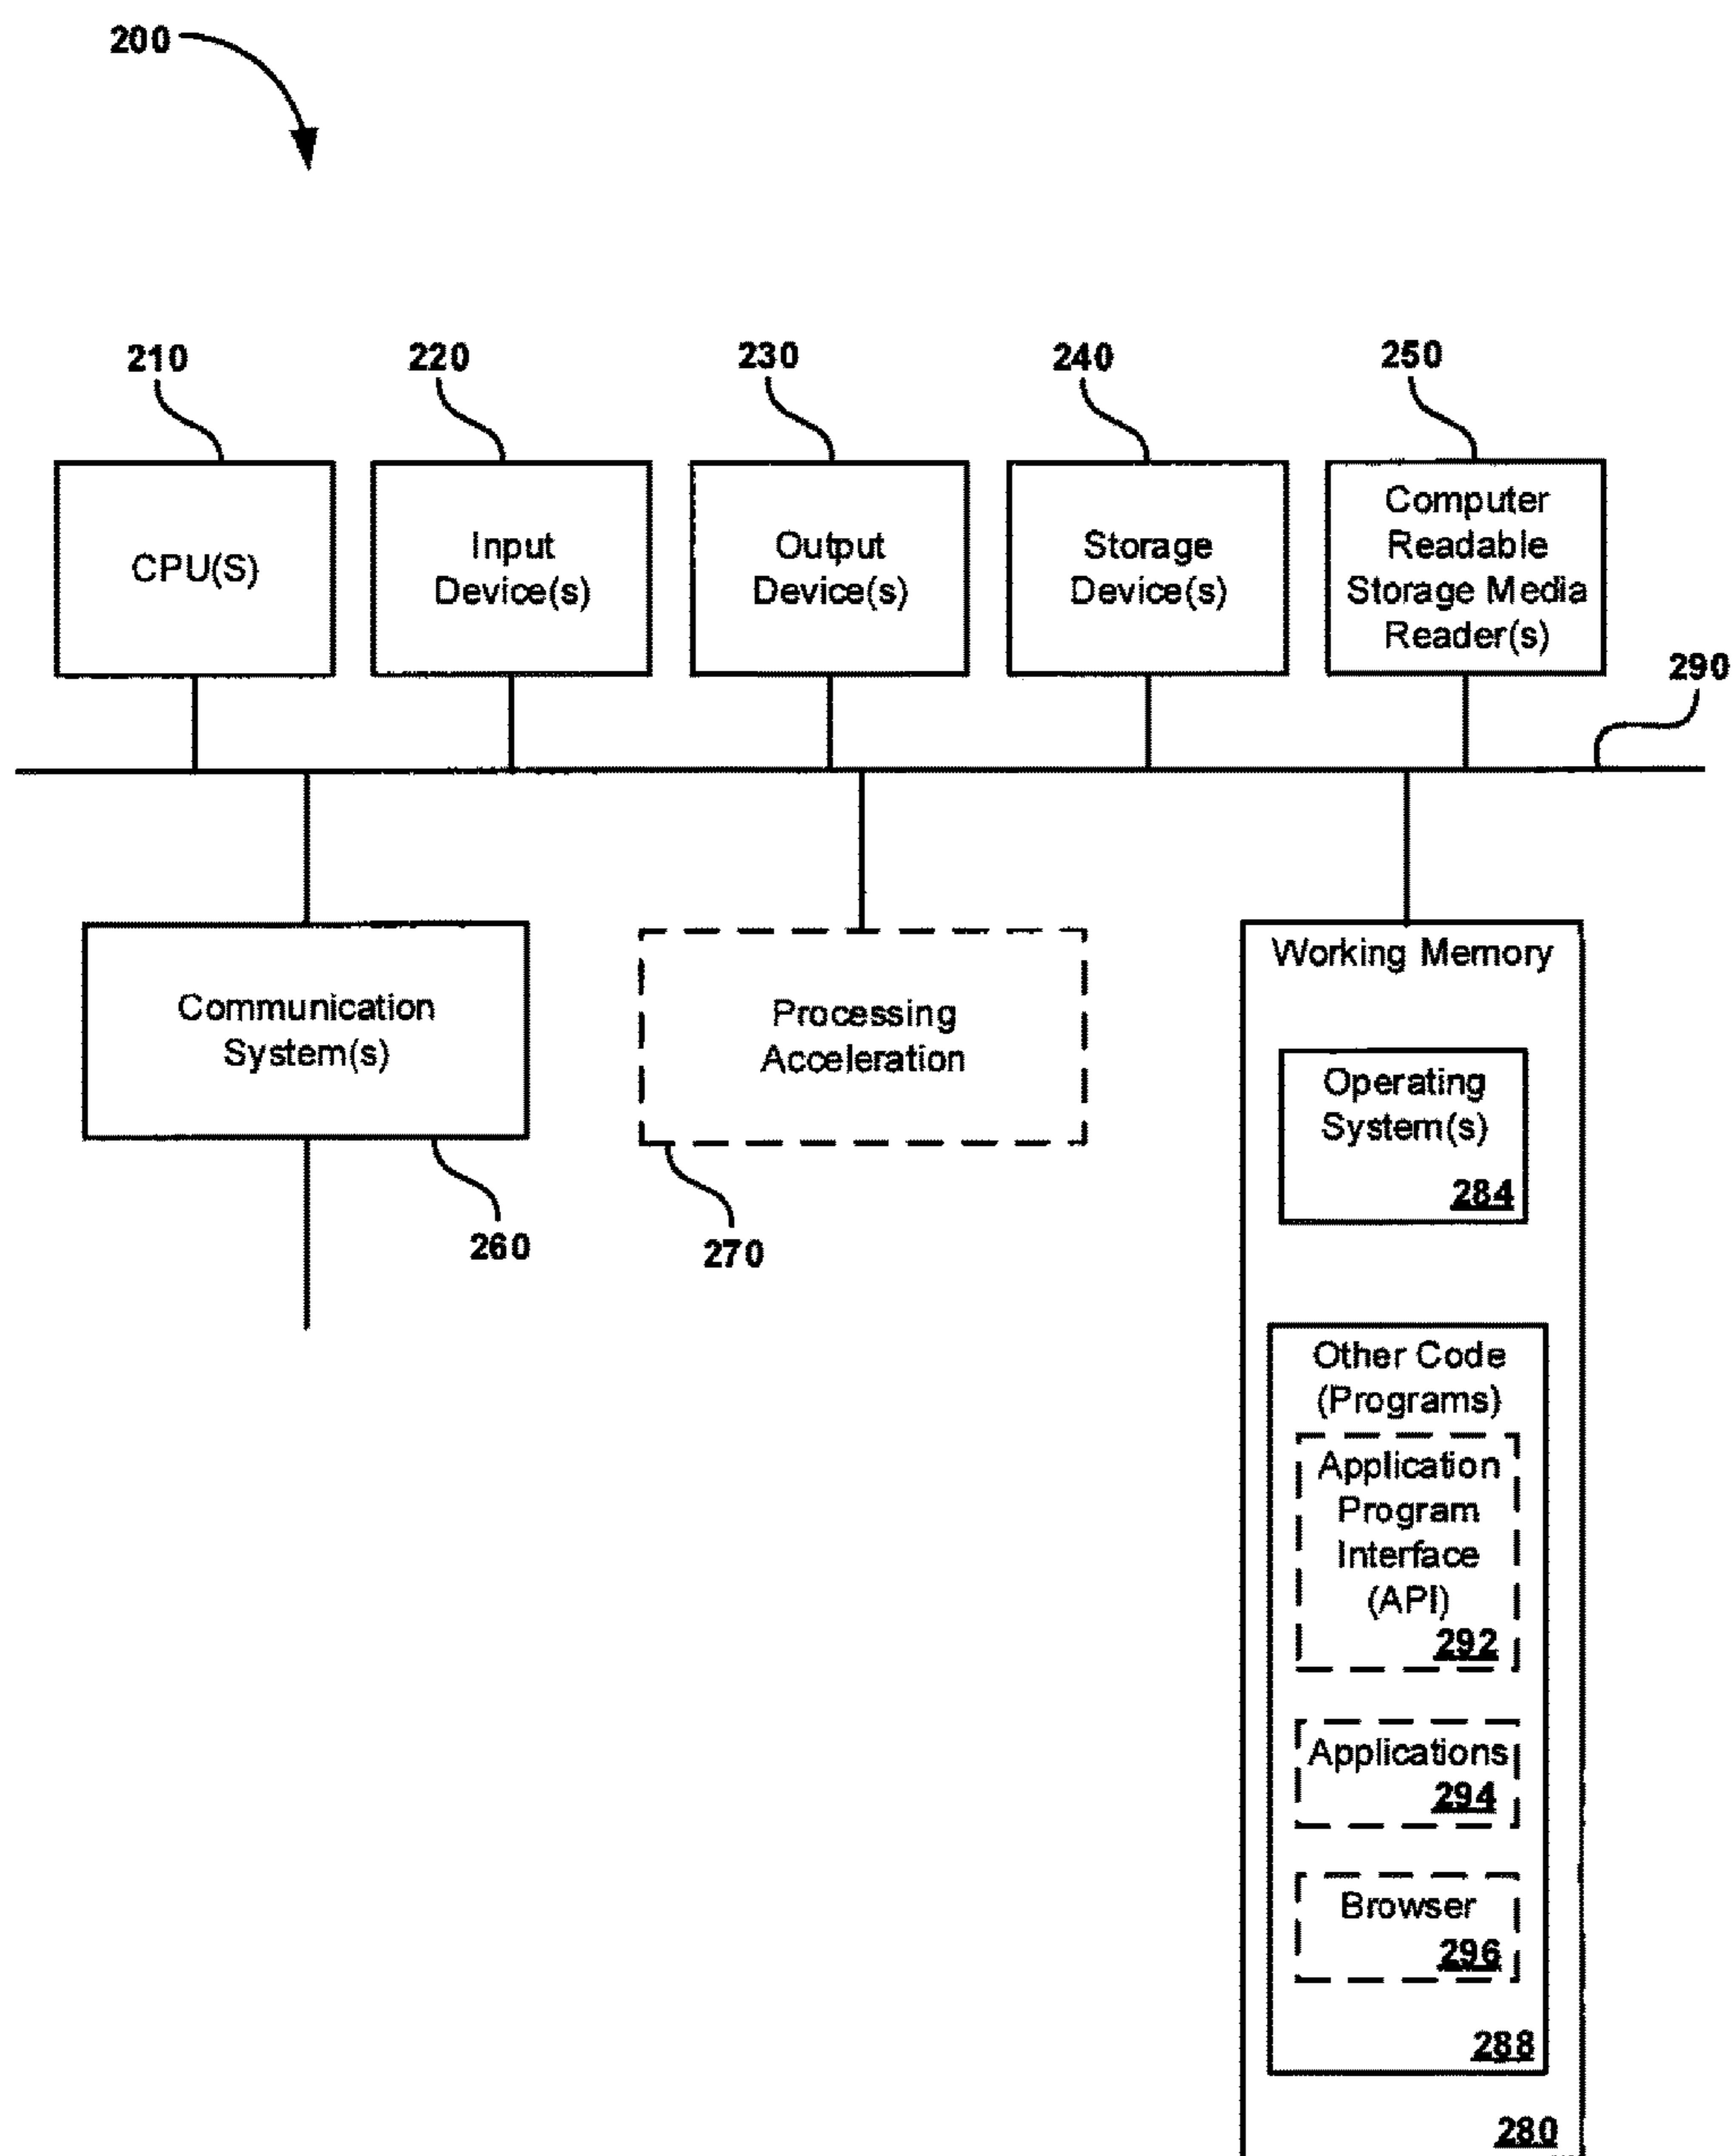 200
210
220
230
240
250
CPU(S)
Input
Device(s)
Output
Device(s)
Storage
Device(s)
Computer
Readable
Storage Media
Reader(s)
290
Communication
System(s)
260
Processing
Acceleration
270
Working Memory
Operating
System(s)
284
Other Code
(Programs)
Application
Program
Interface
(API)
292
Applications
294
Browser
296
288
280